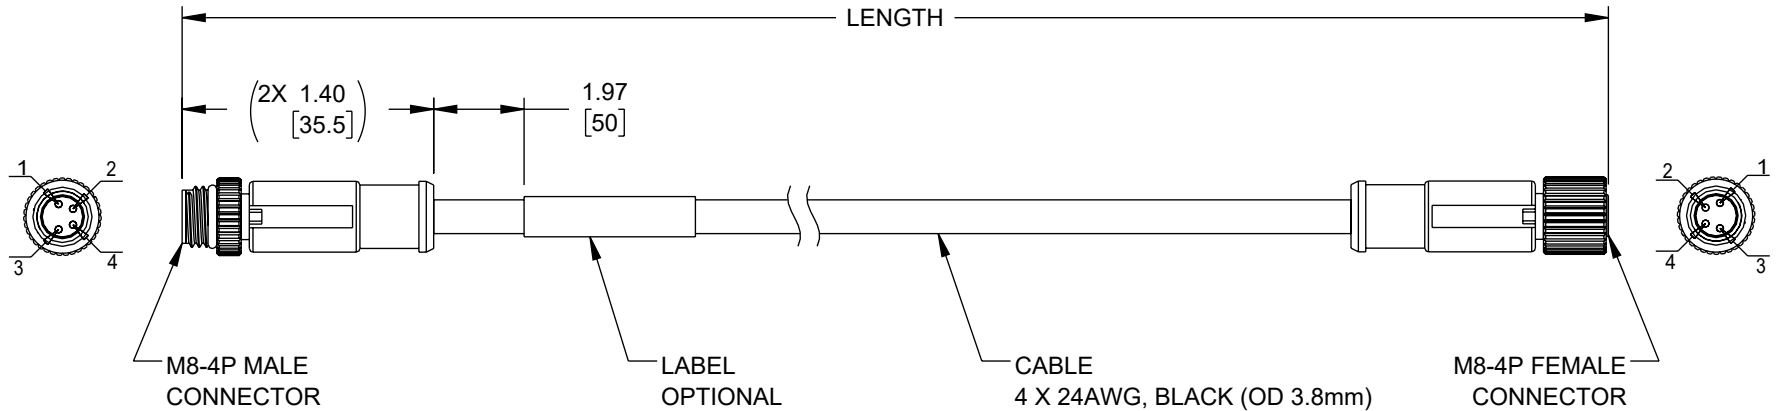 LENGTH
(2X 1.40
[35.5])
1.97
[50]
1 2
3 4
2 1
4 3
M8-4P MALE
CONNECTOR
LABEL
OPTIONAL
CABLE
4 X 24AWG, BLACK (OD 3.8mm)
M8-4P FEMALE
CONNECTOR